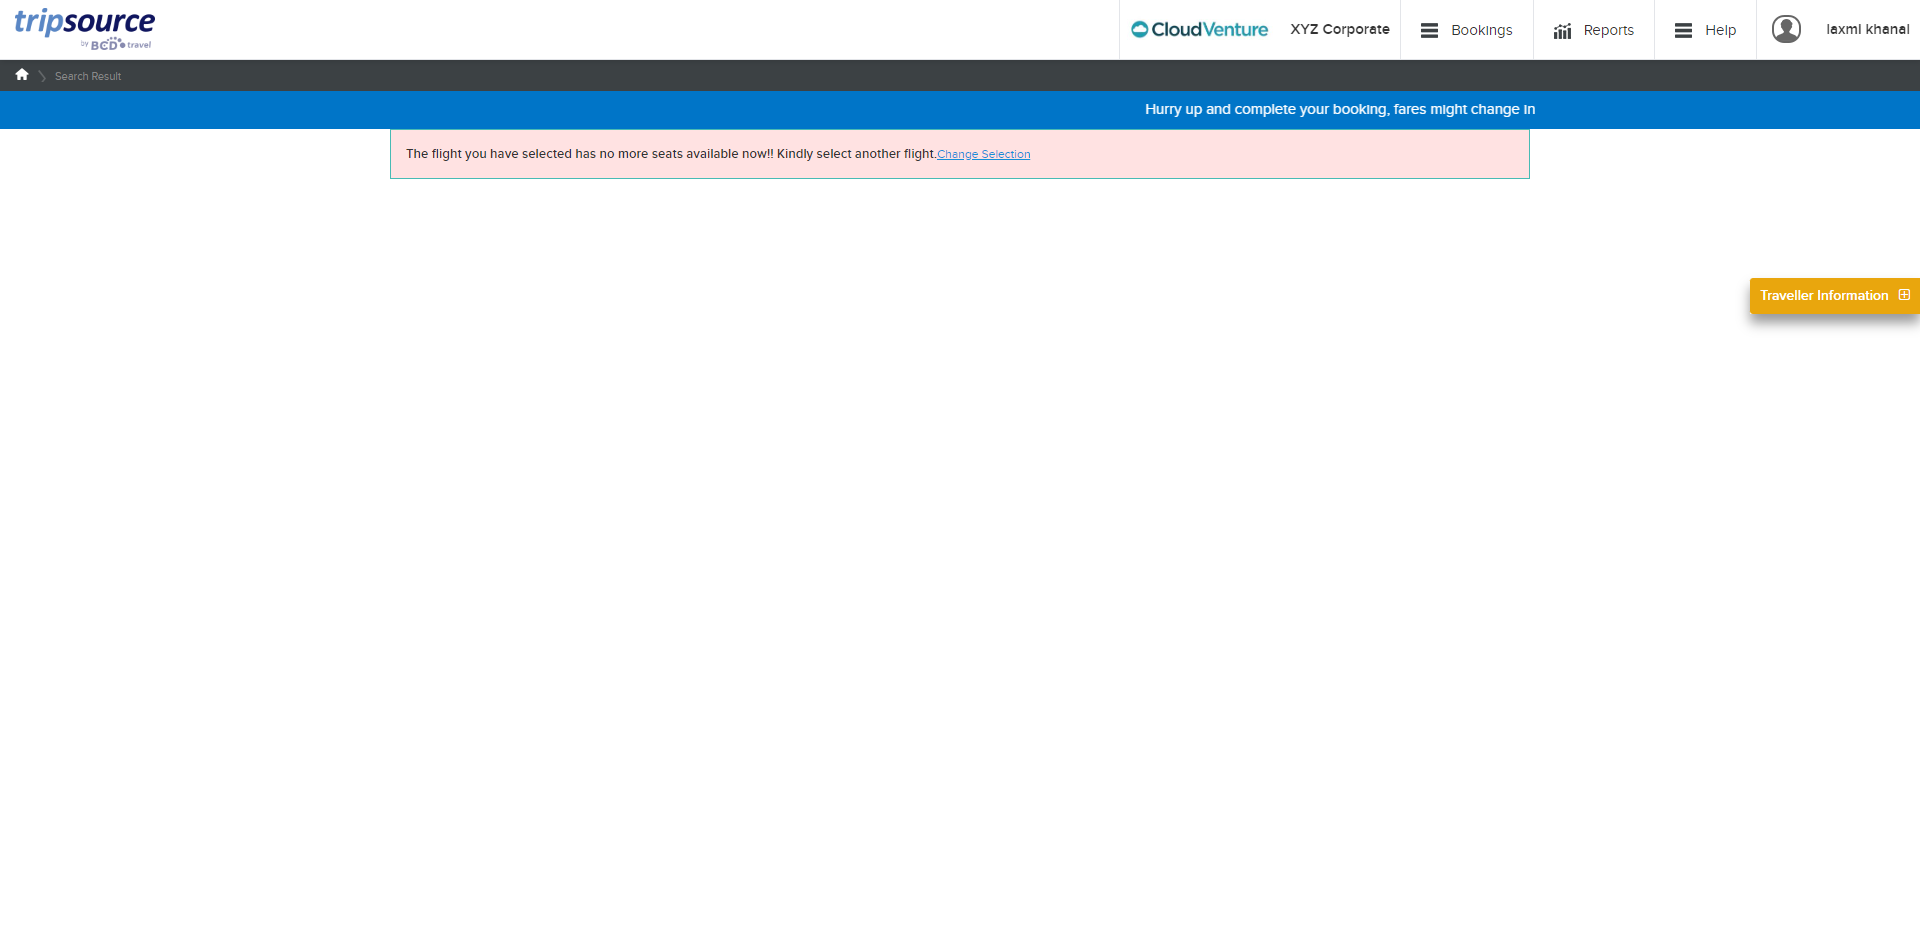 tripsource
by BCD travel
CloudVenture
XYZ Corporate
Bookings
Reports
Help
laxmi khanal
Search Result
Hurry up and complete your booking, fares might change in
The flight you have selected has no more seats available now!! Kindly select another flight.Change Selection
Traveller Information